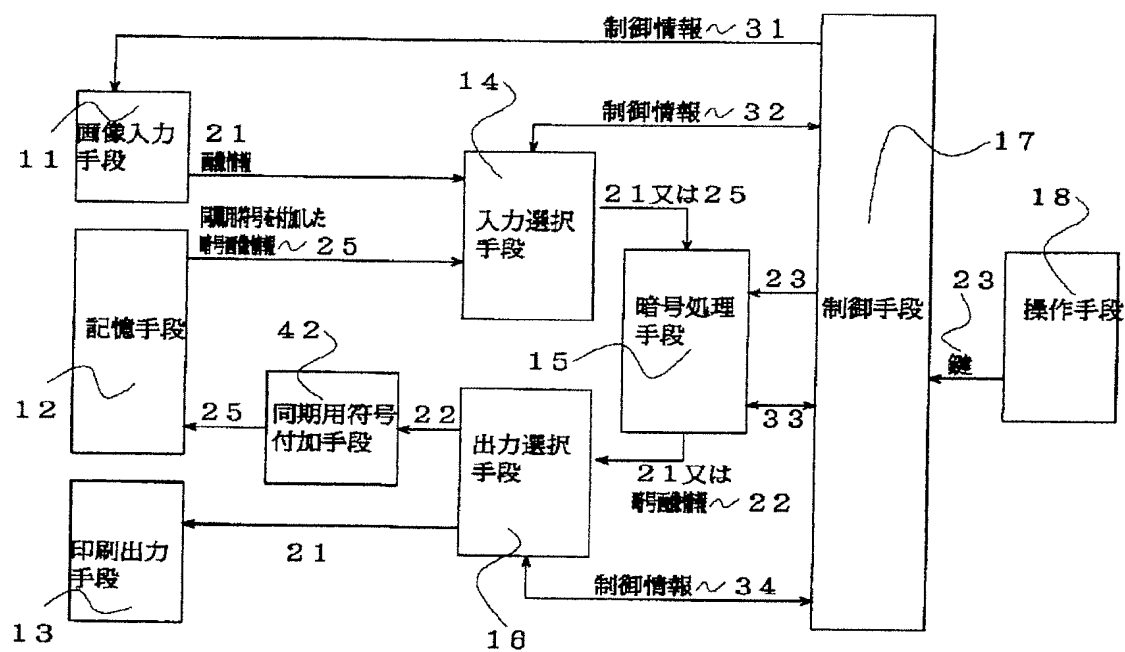 制御情報～31
14
制御情報～32
画像入力
手段
11
21
画像情報
17
同期用符号を付加した
暗号画像情報～25
入力選択
手段
21又は25
18
記憶手段
12
暗号処理
手段
15
23
制御手段
23
操作手段
鍵
42
25
同期用符号
付加手段
22
出力選択
手段
33
21又は
暗号画像情報～22
印刷出力
手段
13
21
制御情報～34
16